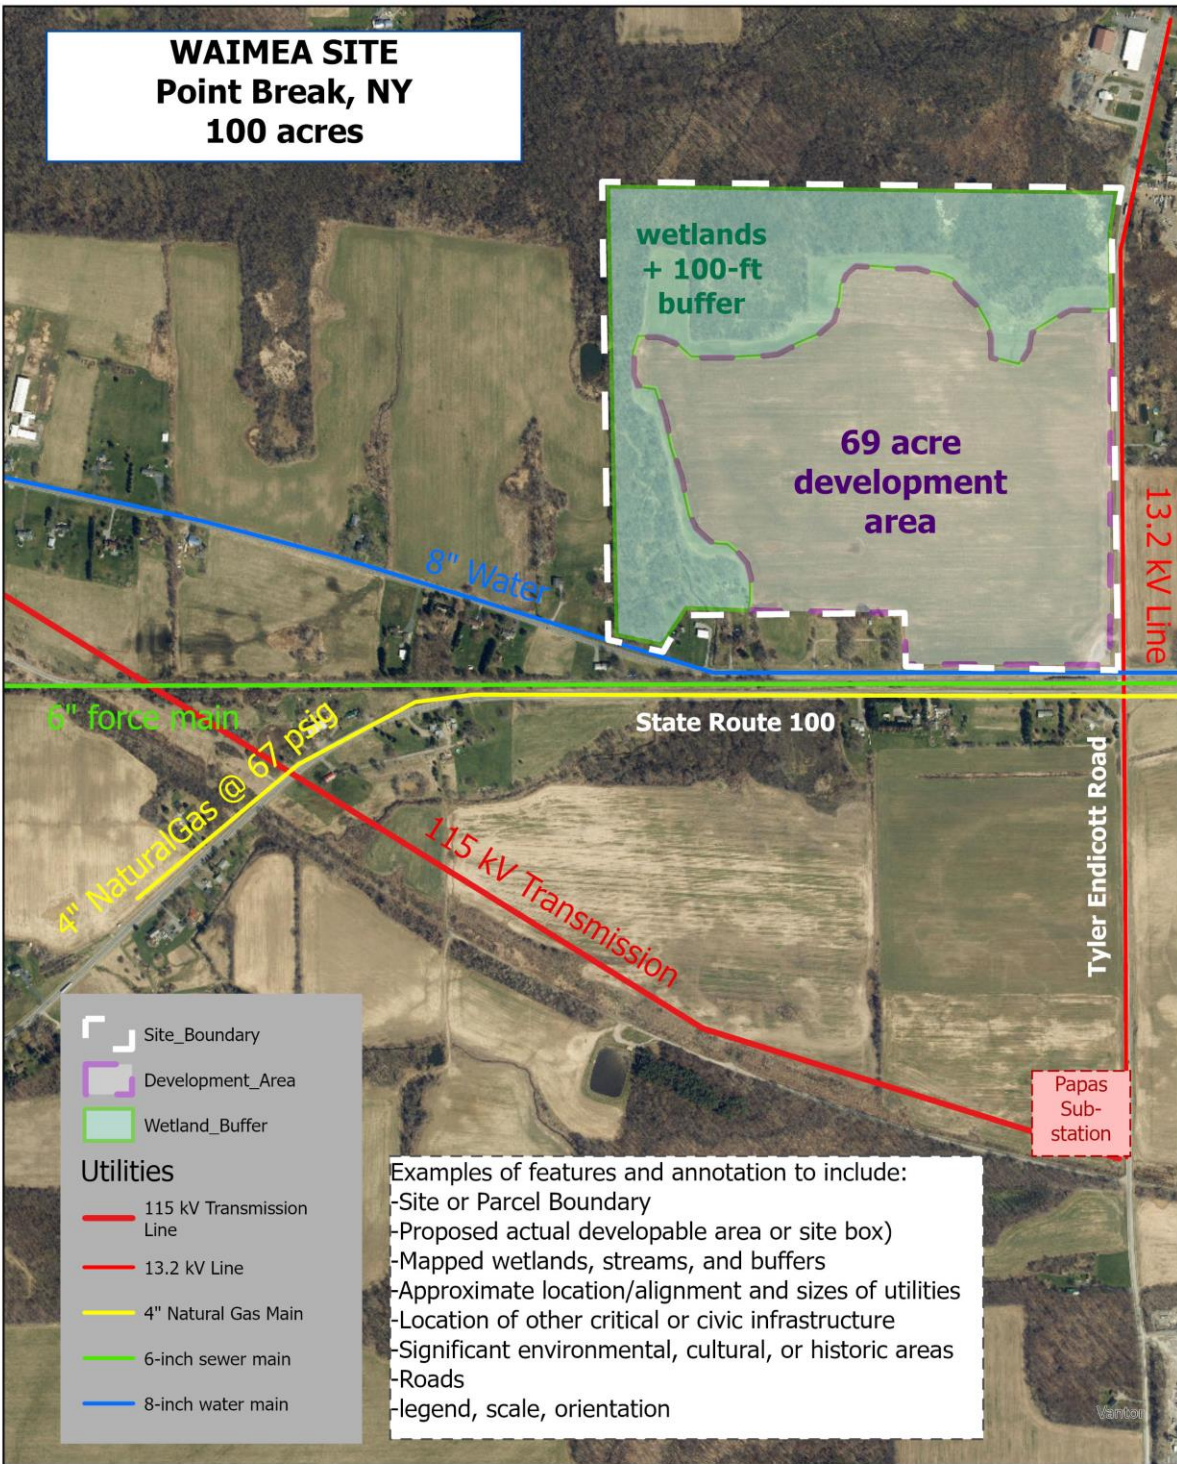 WAIMEA SITE
Point Break, NY
100 acres
wetlands
+ 100-ft
buffer
69 acre
development
area
13.2 kV Line
8" Water
6" force main
State Route 100
4" NaturalGas @ 67 psig
115 kV Transmission
Tyler Endicott Road
Papas
Sub-
station
Site_Boundary
Development_Area
Wetland_Buffer
Utilities
115 kV Transmission
Line
13.2 kV Line
4" Natural Gas Main
6-inch sewer main
8-inch water main
Examples of features and annotation to include:
-Site or Parcel Boundary
-Proposed actual developable area or site box)
-Mapped wetlands, streams, and buffers
-Approximate location/alignment and sizes of utilities
-Location of other critical or civic infrastructure
-Significant environmental, cultural, or historic areas
-Roads
-legend, scale, orientation
Vantor